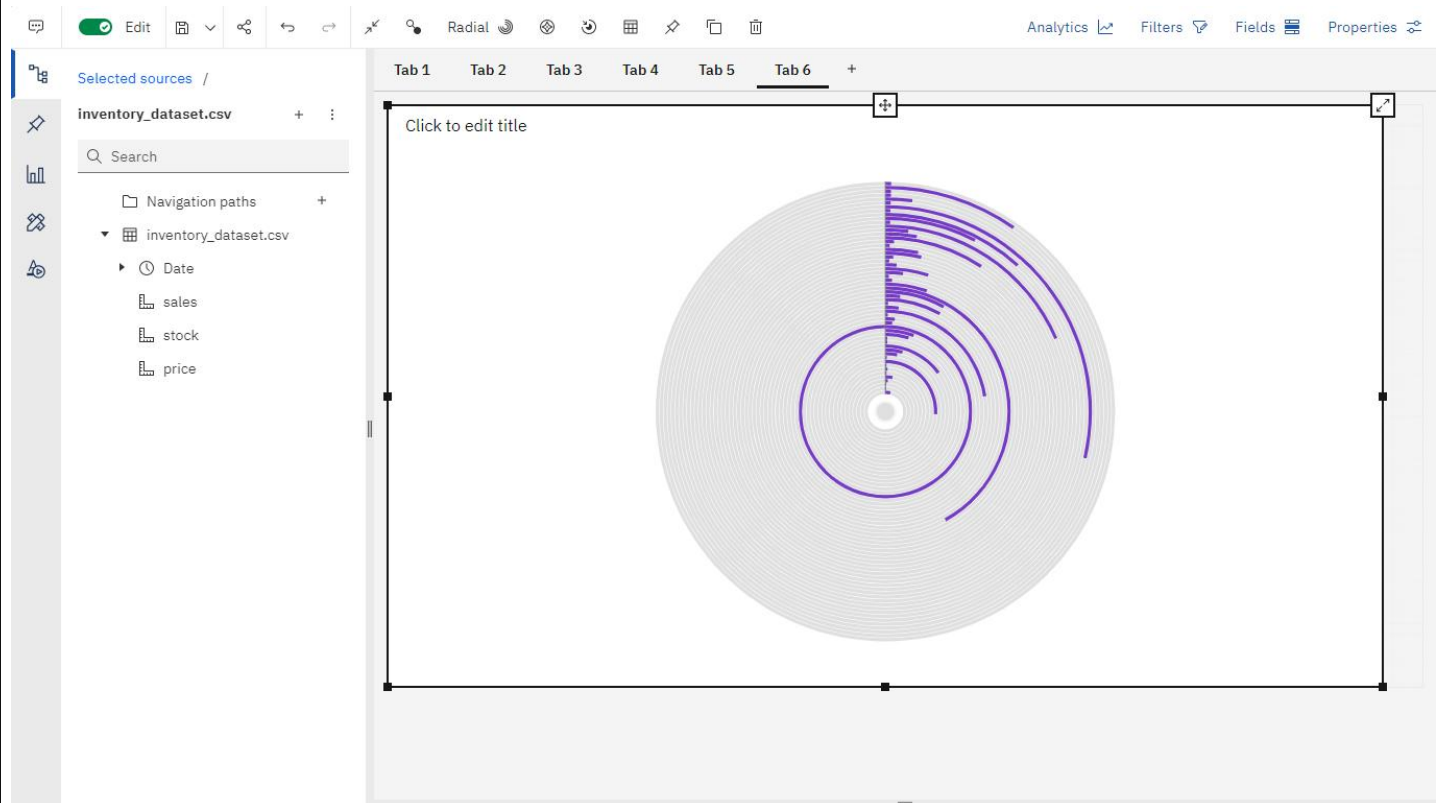 Edit
Radial
Analytics
Filters
Fields
Properties
Selected sources /
Tab 1
Tab 2
Tab 3
Tab 4
Tab 5
Tab 6
+
inventory_dataset.csv
Search
Navigation paths
inventory_dataset.csv
Date
sales
stock
price
Click to edit title